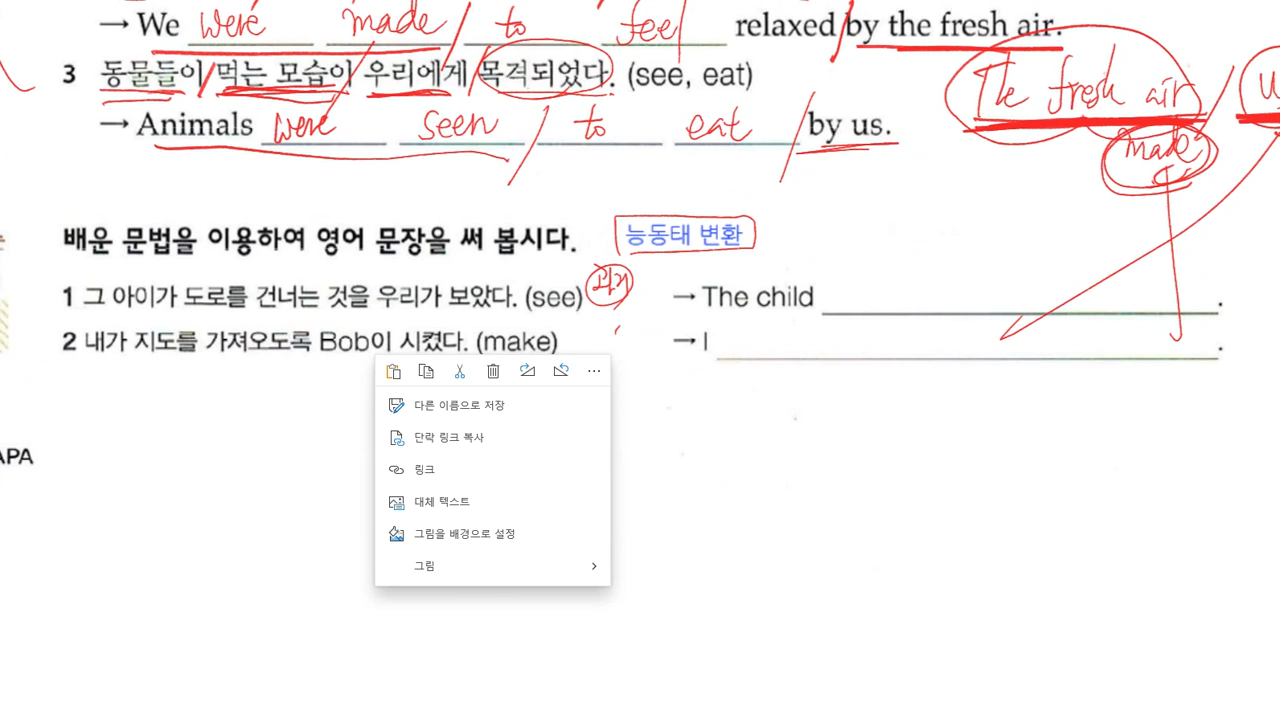 → We were made to feel relaxed by the fresh air.
3 동물들이 먹는 모습이 우리에게 목격되었다. (see, eat)
The fresh air
→ Animals were seen to eat by us.
made
배운 문법을 이용하여 영어 문장을 써 봅시다. 능동태 변환
1 그 아이가 도로를 건너는 것을 우리가 보았다. (see) 과거 → The child .
2 내가 지도를 가져오도록 Bob이 시켰다. (make) → I .
다른 이름으로 저장
단락 링크 복사
APA
링크
대체 텍스트
그림을 배경으로 설정
그림